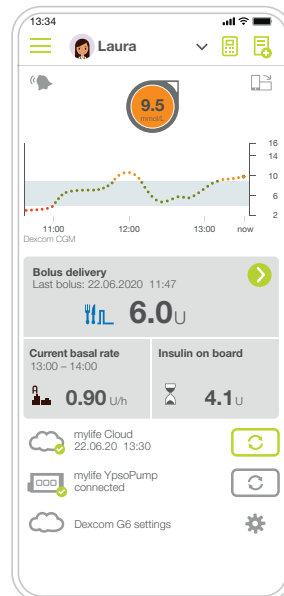 13:34
Laura
9.5
mmol/L
16
14
10
6
2
11:00 12:00 13:00 now
Dexcom CGM
Bolus delivery
Last bolus: 22.06.2020 11:47
6.0U
Current basal rate
13:00 – 14:00
A
0.90 U/h
Insulin on board
4.1U
mylife Cloud
22.06.20 13:30
mylife YpsoPump
connected
Dexcom G6 settings